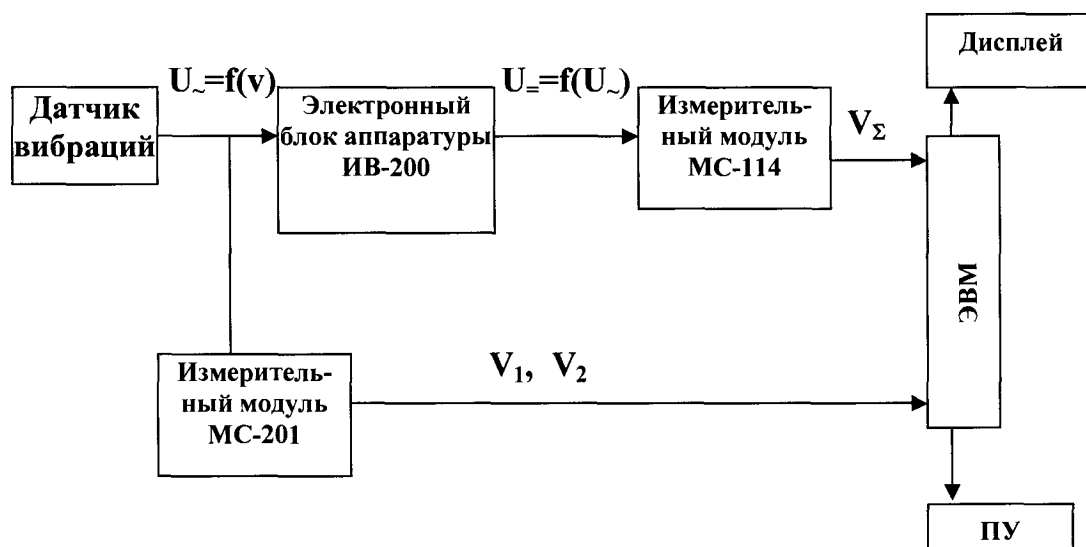 Дисплей
U~=f(v)
U==f(U~)
Датчик
вибраций
Электронный
блок аппаратуры
ИВ-200
Измеритель-
ный модуль
МС-114
VΣ
ЭВМ
Измеритель-
ный модуль
МС-201
V1, V2
ПУ